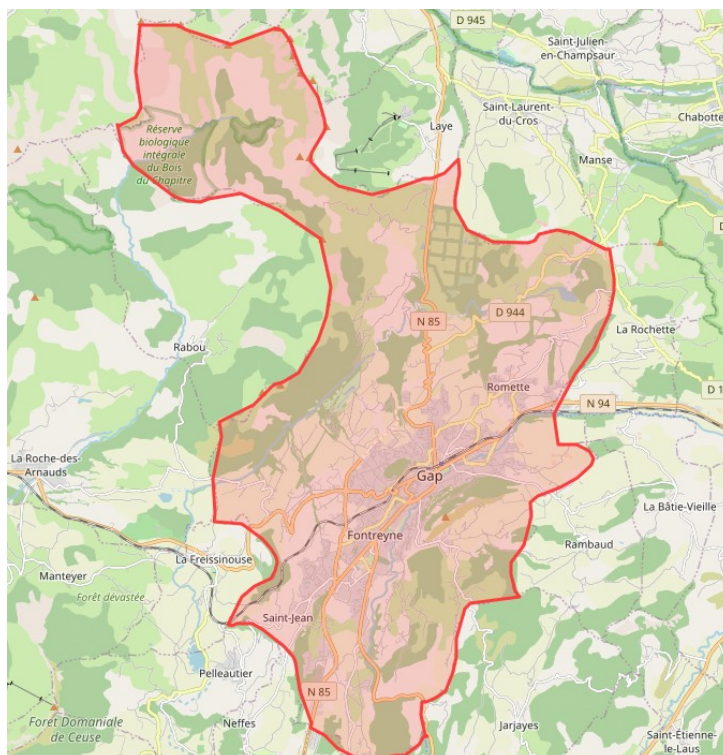 D 945
Saint-Julien
en-Champsaur
Saint-Laurent
du-Cros
Chabotte
Laye
Manse
Réserve
biologique
intégrale
du Bois
du Chapitre
N 85
D 944
La Rochette
Rabou
Romette
D 1
N 94
La Roche-des-
Arnauds
Gap
La Bâtie-Vieille
Fontreyne
Rambaud
La Freissinouse
Manteyer
Forêt dévastée
Saint-Jean
Pelleautier
N 85
Neffes
Jarjayes
Forêt Domaniale
de Ceuse
Saint-Étienne
le-Laus